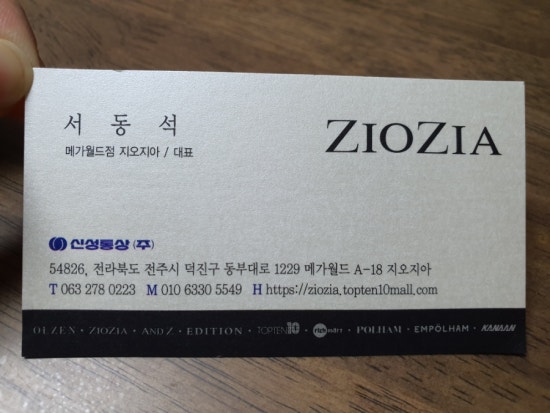 서 동 석
메가월드점 지오지아 / 대표
ZIOZIA
신성통상 (주)
54826, 전라북도 전주시 덕진구 동부대로 1229 메가월드 A-18 지오지아
T 063 278 0223 M 010 6330 5549 H https://ziozia.topten10mall.com
OLZEN · ZIOZIA · AND Z · EDITION · TOPTEN10 · · POLHAM · EMPOLHAM · KANAAN